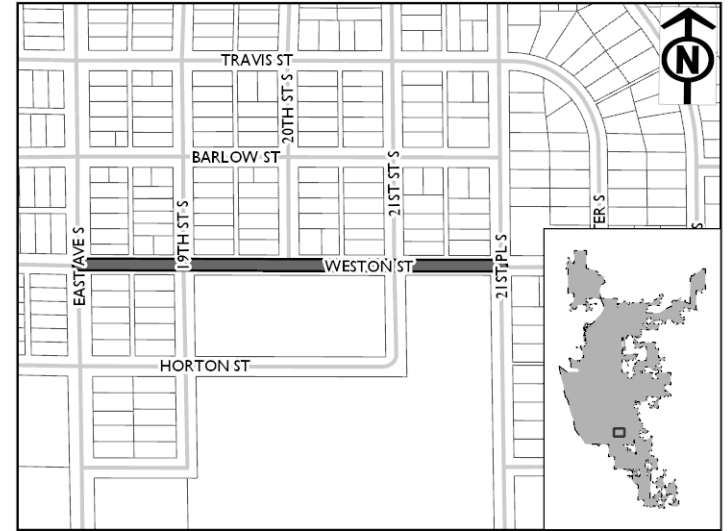 TRAVIS ST
N
20TH ST S
BARLOW ST
21ST ST S
19TH ST S
EAST AVE S
WESTON ST
21ST PL S
HORTON ST